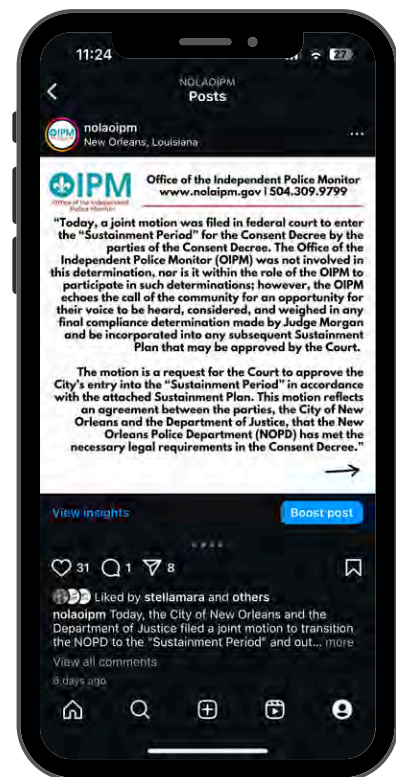 11:24
27
NOLAOIPM
Posts
nolaoipm
New Orleans, Louisiana
OIPM
OIPM
Office of the Independent
Police Monitor
Office of the Independent Police Monitor
www.nolaipm.gov | 504.309.9799
“Today, a joint motion was filed in federal court to enter
the “Sustainment Period” for the Consent Decree by the
parties of the Consent Decree. The Office of the
Independent Police Monitor (OIPM) was not involved in
this determination, nor is it within the role of the OIPM to
participate in such determinations; however, the OIPM
echoes the call of the community for an opportunity for
their voice to be heard, considered, and weighed in any
final compliance determination made by Judge Morgan
and be incorporated into any subsequent Sustainment
Plan that may be approved by the Court.
The motion is a request for the Court to approve the
City’s entry into the “Sustainment Period” in accordance
with the attached Sustainment Plan. This motion reflects
an agreement between the parties, the City of New
Orleans and the Department of Justice, that the New
Orleans Police Department (NOPD) has met the
necessary legal requirements in the Consent Decree.”
View insights
Boost post
31 1 8
Liked by stellamara and others
nolaoipm Today, the City of New Orleans and the
Department of Justice filed a joint motion to transition
the NOPD to the “Sustainment Period” and out... more
View all comments
6 days ago